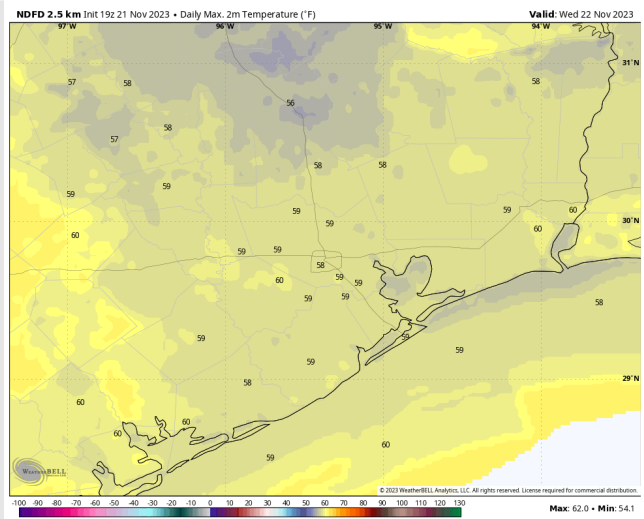 NDFD 2.5 km Init 19z 21 Nov 2023 • Daily Max. 2m Temperature (°F)
Valid: Wed 22 Nov 2023
97°W 96°W 95°W 94°W
31°N
57 58 58
56
57 58
58 58
59 59
59 59 60
60 59 60
30°N
59 59
58
60 59 59
59 59
59 59 59
58
59
58
29°N
60
60
60
60
59
WEATHERBELL
© 2023 WeatherBELL Analytics, LLC. All rights reserved. License required for commercial distribution.
-100 -90 -80 -70 -60 -50 -40 -30 -20 -10 0 10 20 30 40 50 60 70 80 90 100 110 120 130
Max: 62.0 • Min: 54.1